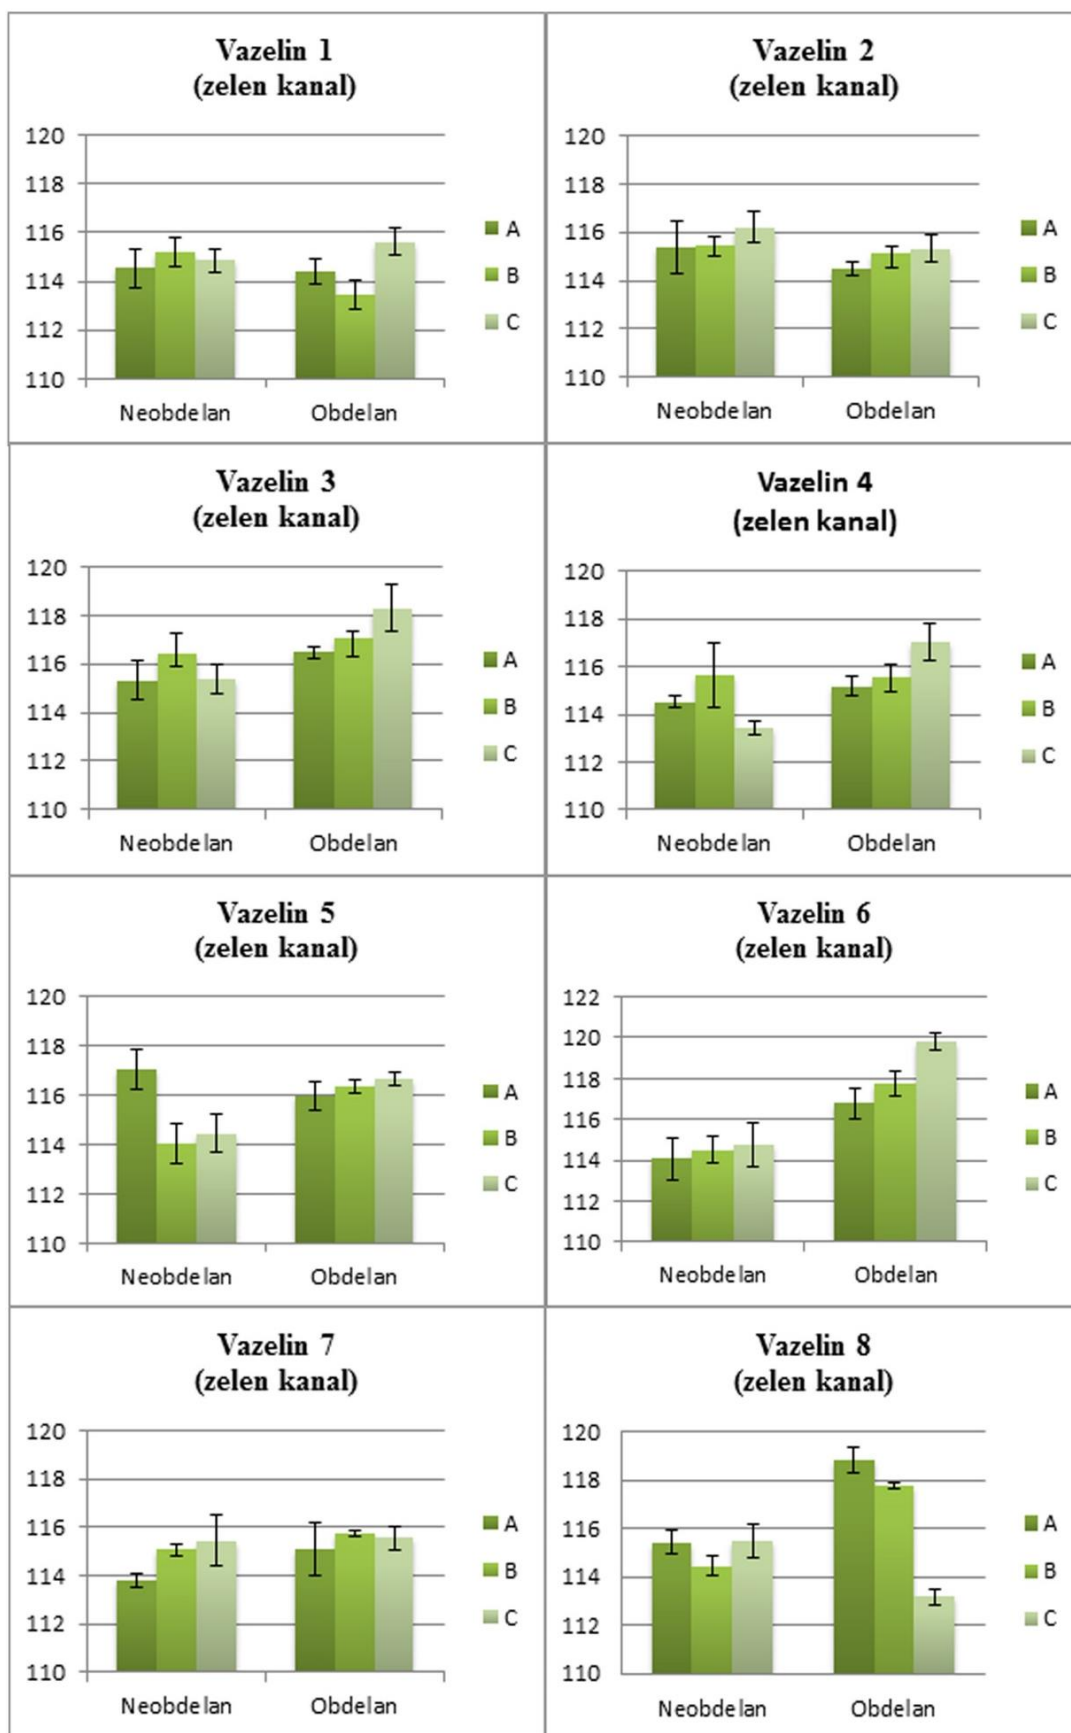 Vazelin 1
(zelen kanal)
120
118
116
114
112
110
Neobdelan Obdelan
A
B
C
Vazelin 2
(zelen kanal)
120
118
116
114
112
110
Neobdelan Obdelan
A
B
C
Vazelin 3
(zelen kanal)
120
118
116
114
112
110
Neobdelan Obdelan
A
B
C
Vazelin 4
(zelen kanal)
120
118
116
114
112
110
Neobdelan Obdelan
A
B
C
Vazelin 5
(zelen kanal)
120
118
116
114
112
110
Neobdelan Obdelan
A
B
C
Vazelin 6
(zelen kanal)
122
120
118
116
114
112
110
Neobdelan Obdelan
A
B
C
Vazelin 7
(zelen kanal)
120
118
116
114
112
110
Neobdelan Obdelan
A
B
C
Vazelin 8
(zelen kanal)
120
118
116
114
112
110
Neobdelan Obdelan
A
B
C